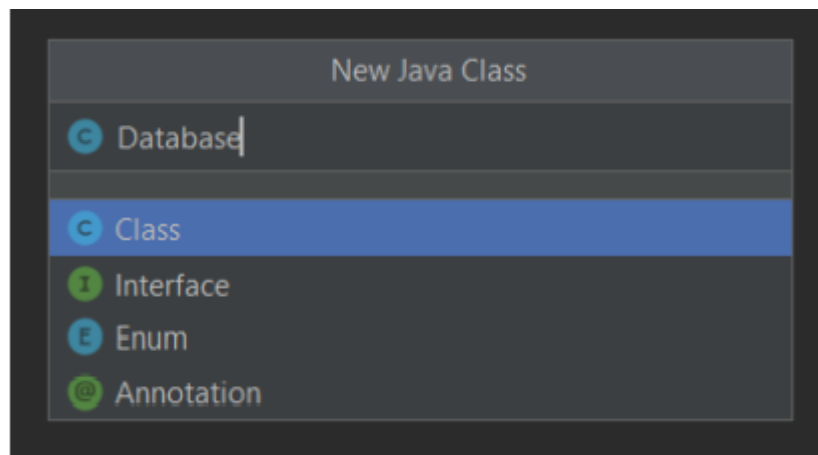 New Java Class
C Database
C Class
I Interface
E Enum
@ Annotation